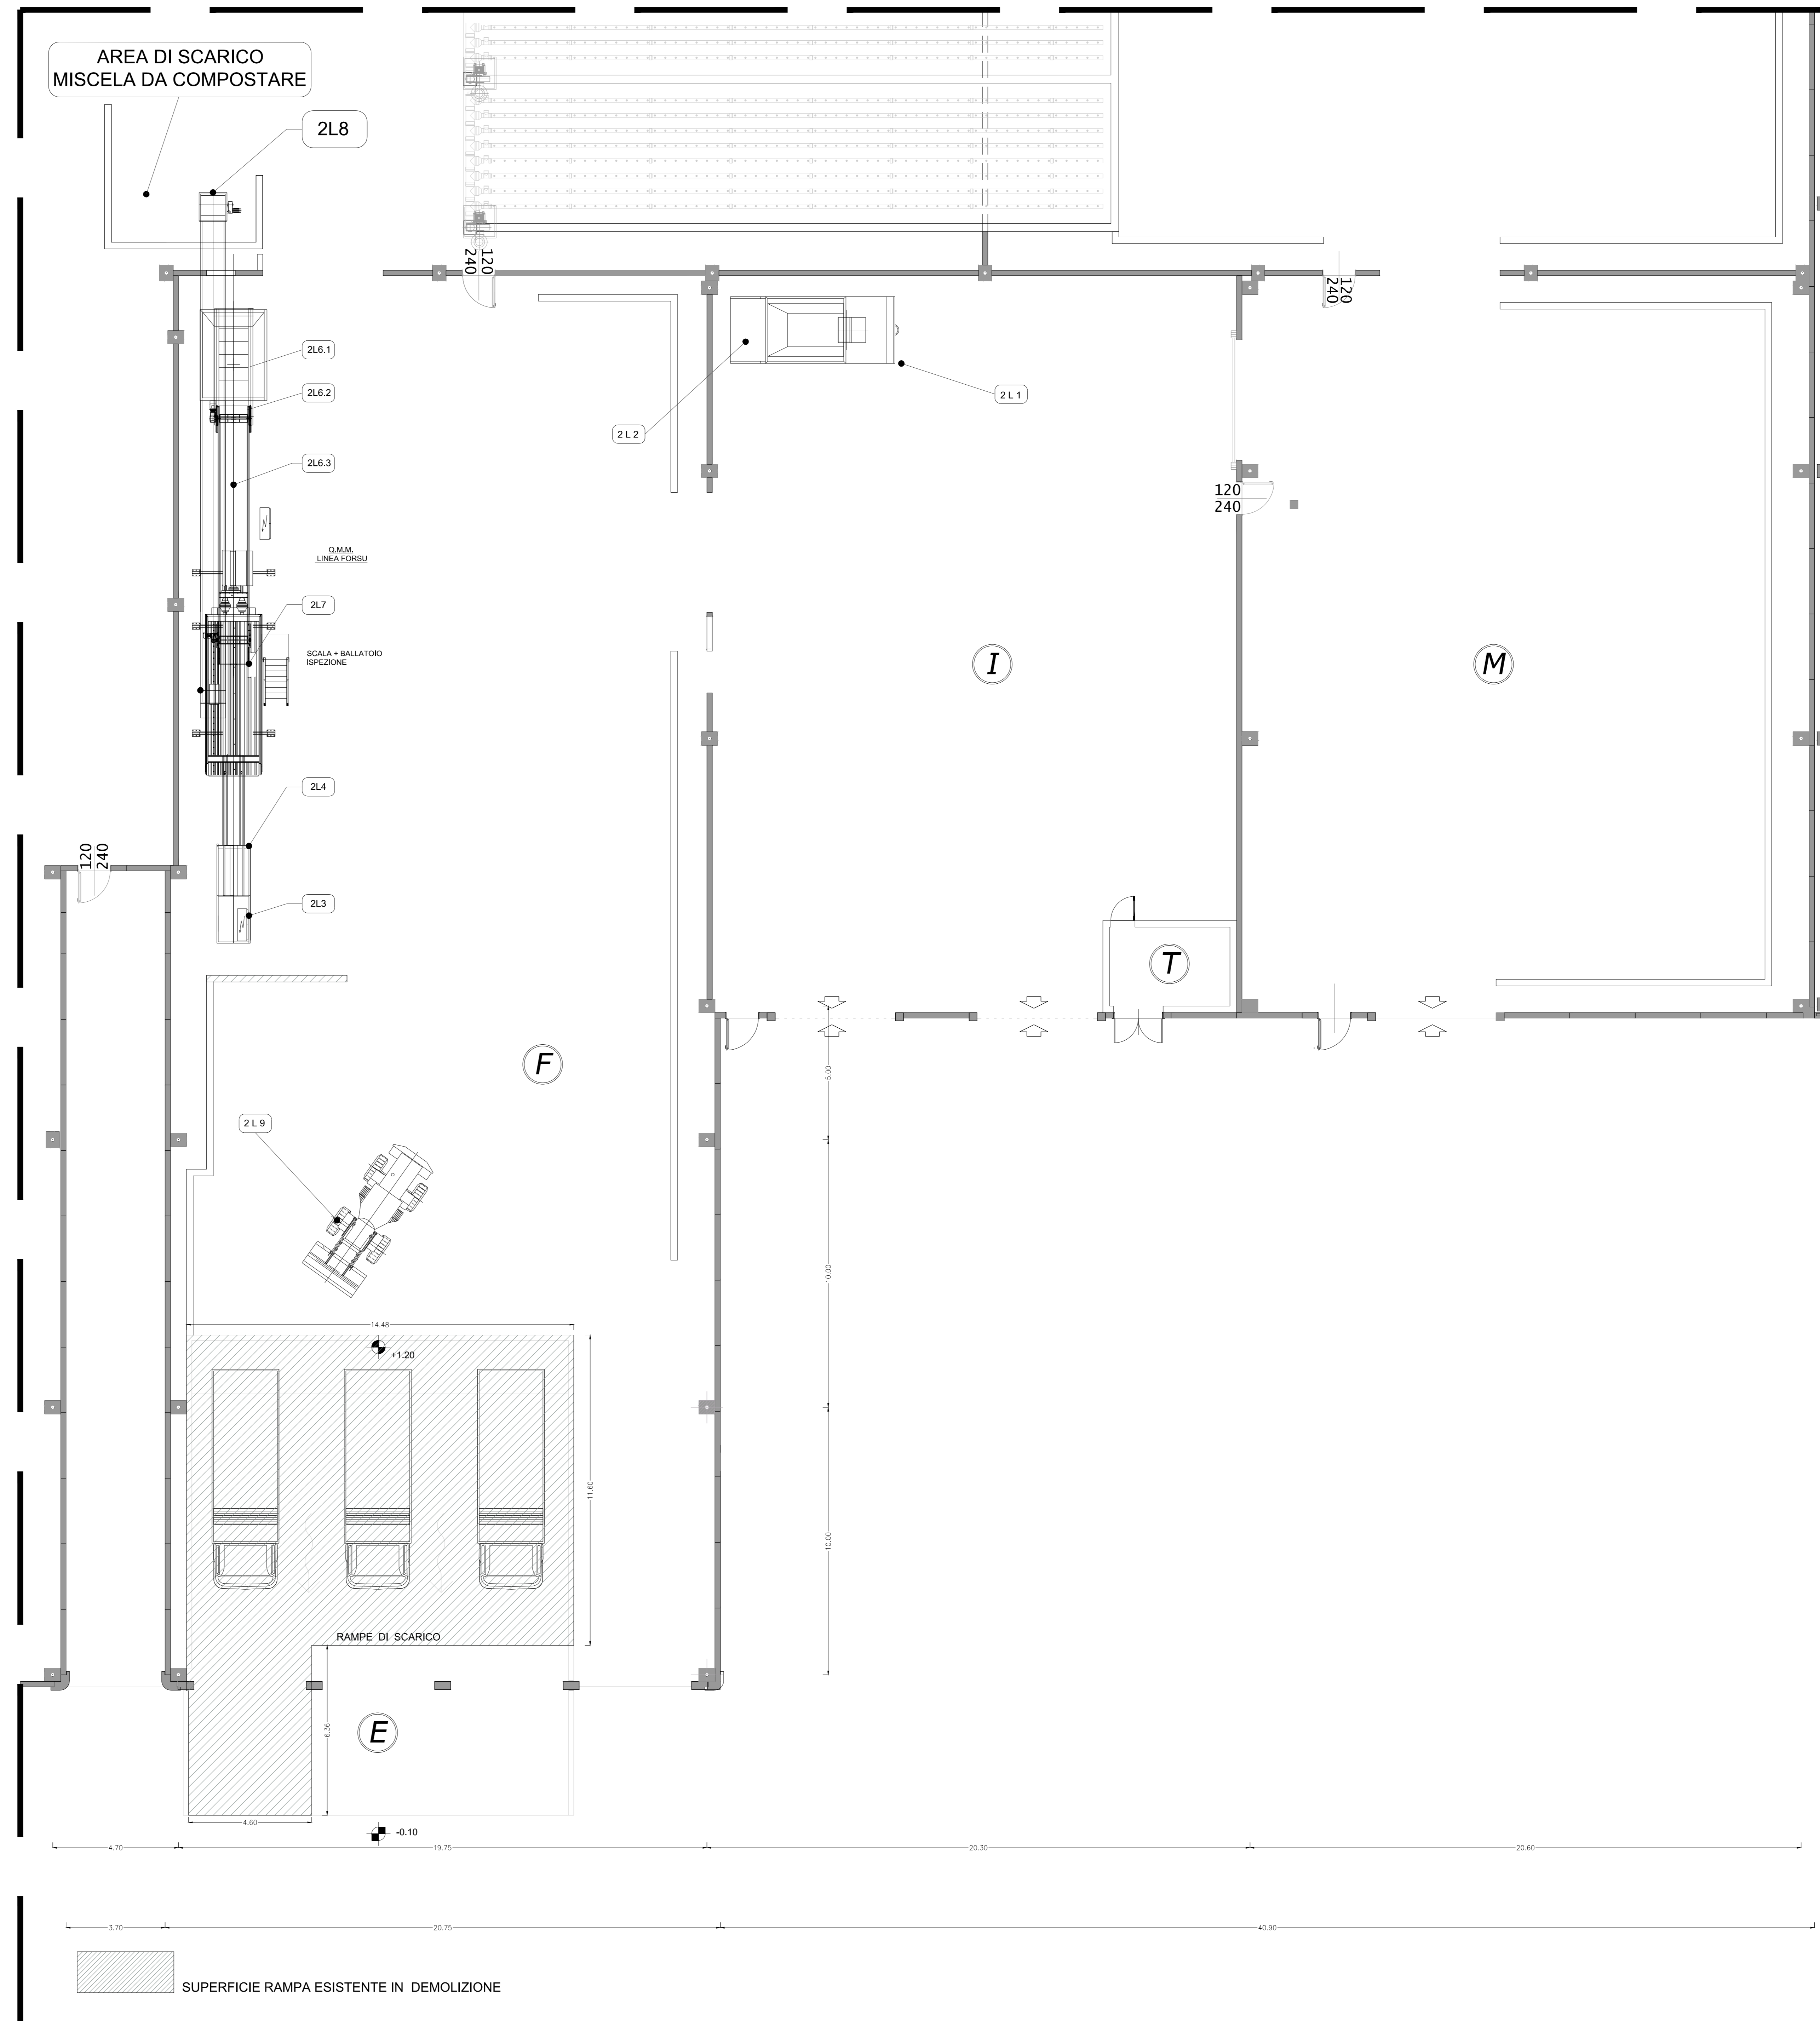 AREA DI SCARICO
MISCELA DA COMPOSTARE
2L8
120
240
120
240
2L6.1
2L6.2
2 L 1
2 L 2
2L6.3
120
240
Q.M.M.
LINEA FORSU
2L7
SCALA + BALLATOIO
ISPEZIONE
I
M
2L4
120
240
2L3
T
F
5.00
2 L 9
10.00
14.48
+1.20
11.60
10.00
RAMPE DI SCARICO
E
6.36
4.60
-0.10
4.70
19.75
20.30
20.60
3.70
20.75
40.90
SUPERFICIE RAMPA ESISTENTE IN DEMOLIZIONE